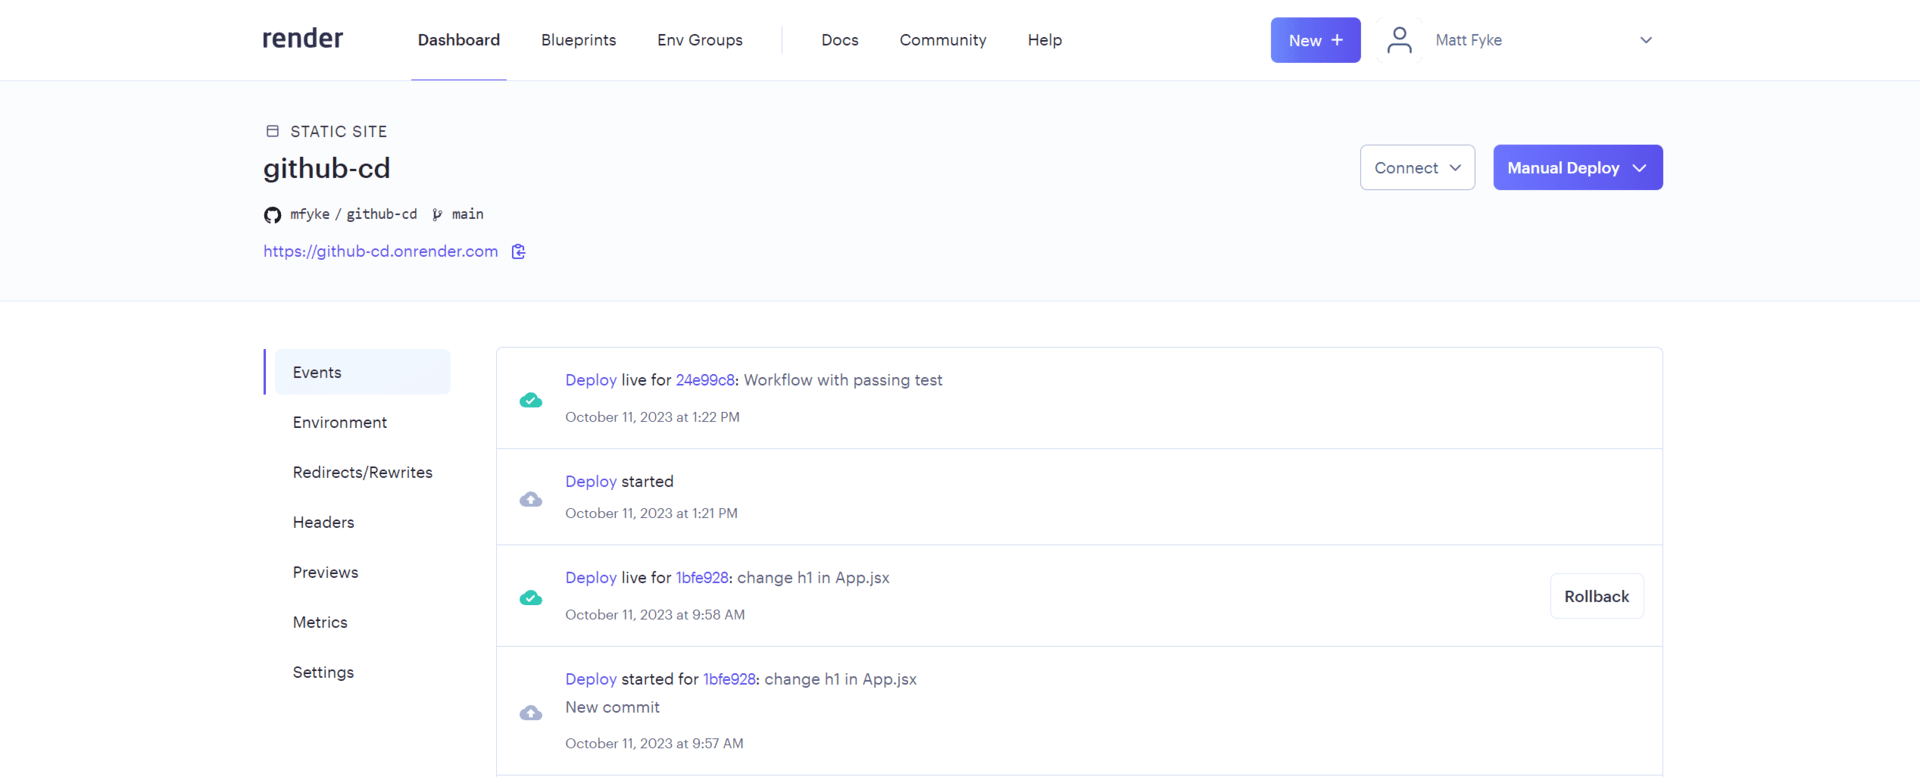 render
Dashboard
Blueprints
Env Groups
Docs
Community
Help
New +
Matt Fyke
STATIC SITE
github-cd
mfyke / github-cd main
https://github-cd.onrender.com
Connect
Manual Deploy
Events
Environment
Redirects/Rewrites
Headers
Previews
Metrics
Settings
Deploy live for 24e99c8: Workflow with passing test
October 11, 2023 at 1:22 PM
Deploy started
October 11, 2023 at 1:21 PM
Deploy live for 1bfe928: change h1 in App.jsx
October 11, 2023 at 9:58 AM
Rollback
Deploy started for 1bfe928: change h1 in App.jsx
New commit
October 11, 2023 at 9:57 AM